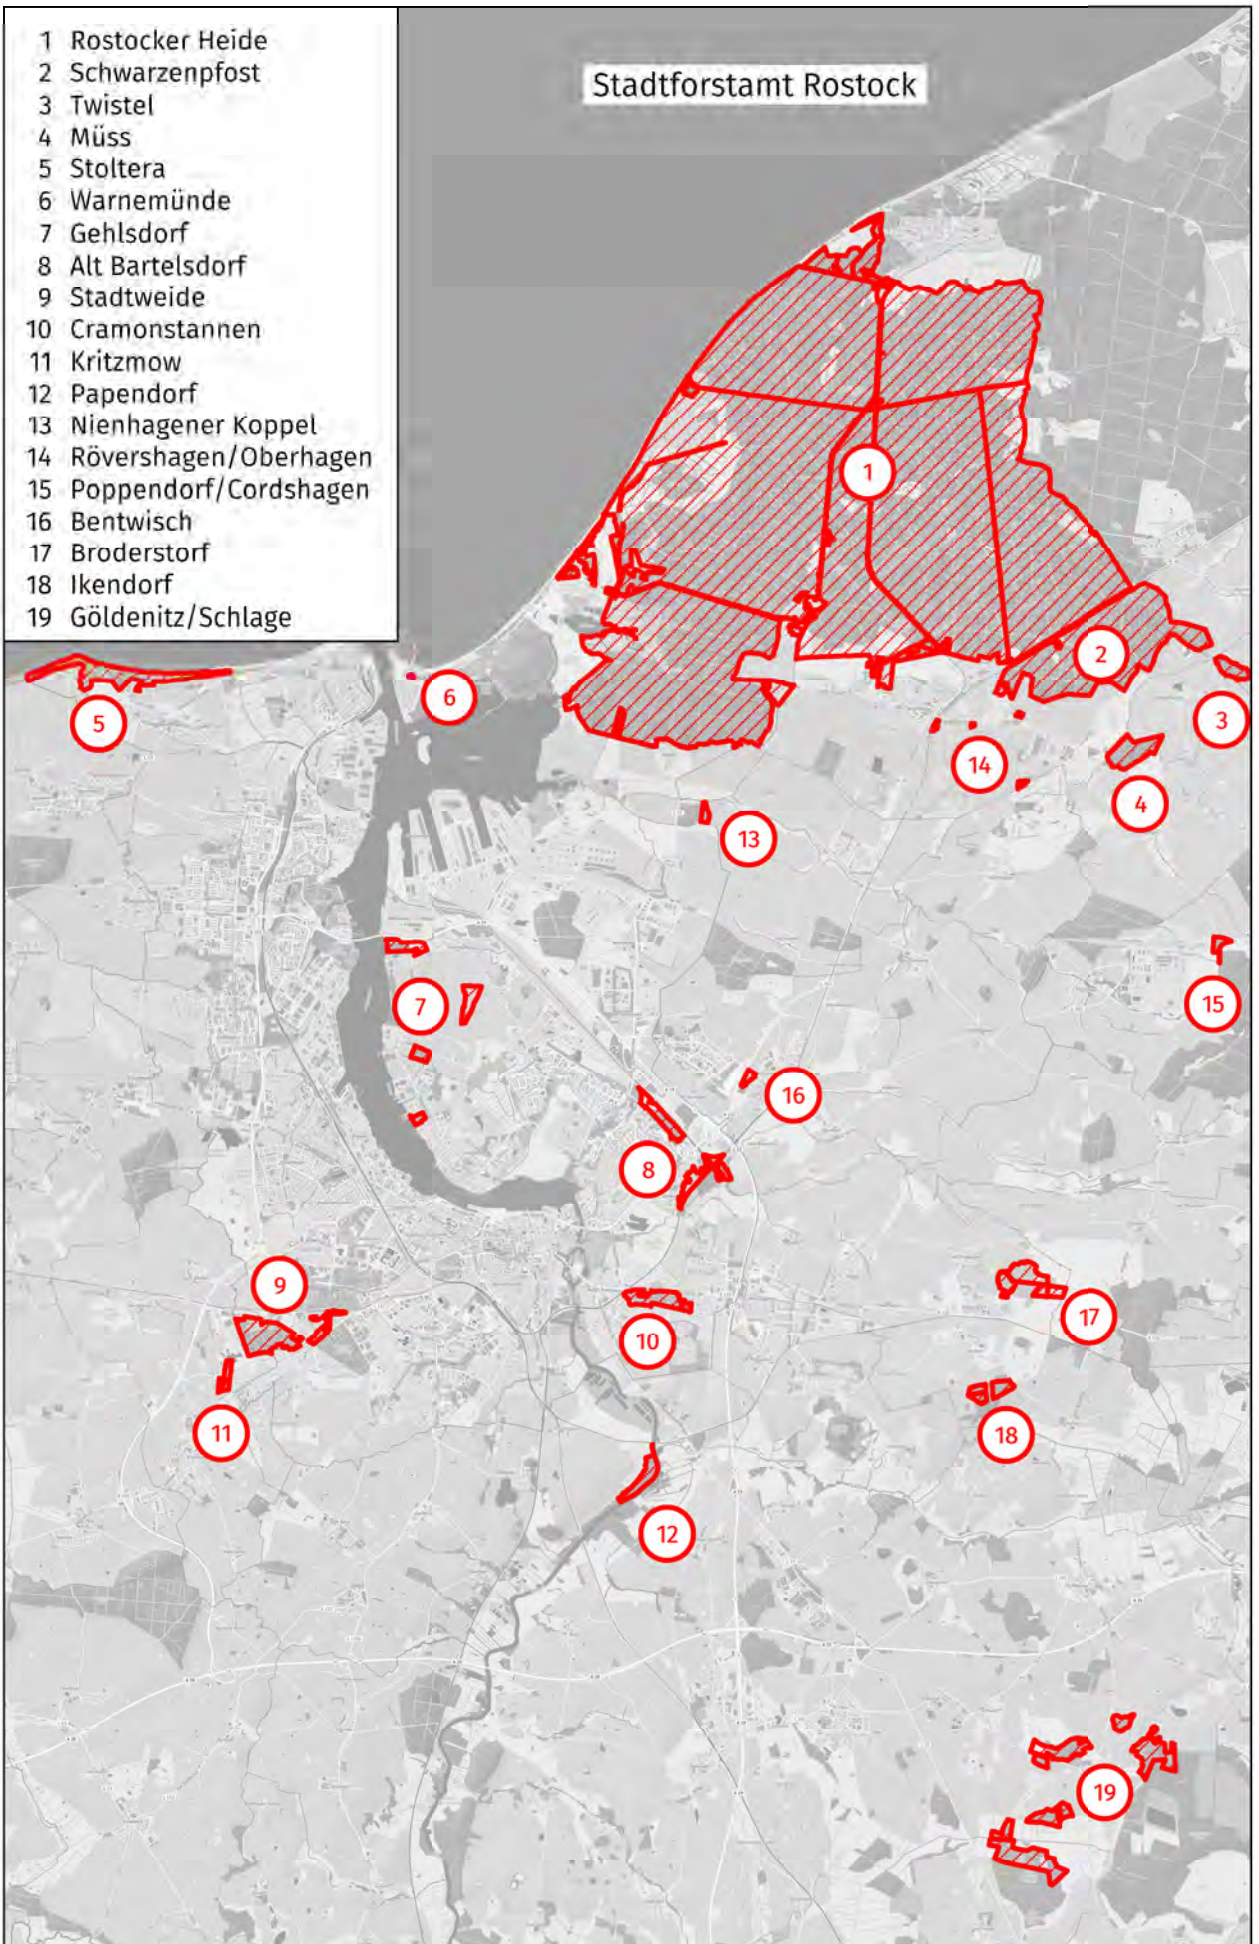 1 Rostocker Heide
2 Schwarzenpfost
3 Twistel
4 Müss
5 Stoltera
6 Warnemünde
7 Gehlsdorf
8 Alt Bartelsdorf
9 Stadtweide
10 Cramonstannen
11 Kritzmow
12 Papendorf
13 Nienhagener Koppel
14 Rövershagen/Oberhagen
15 Poppendorf/Cordshagen
16 Bentwisch
17 Broderstorf
18 Ikendorf
19 Göldenitz/Schlage
Stadtforstamt Rostock
1
2
3
5
6
14
4
13
7
15
16
8
9
17
10
11
18
12
19